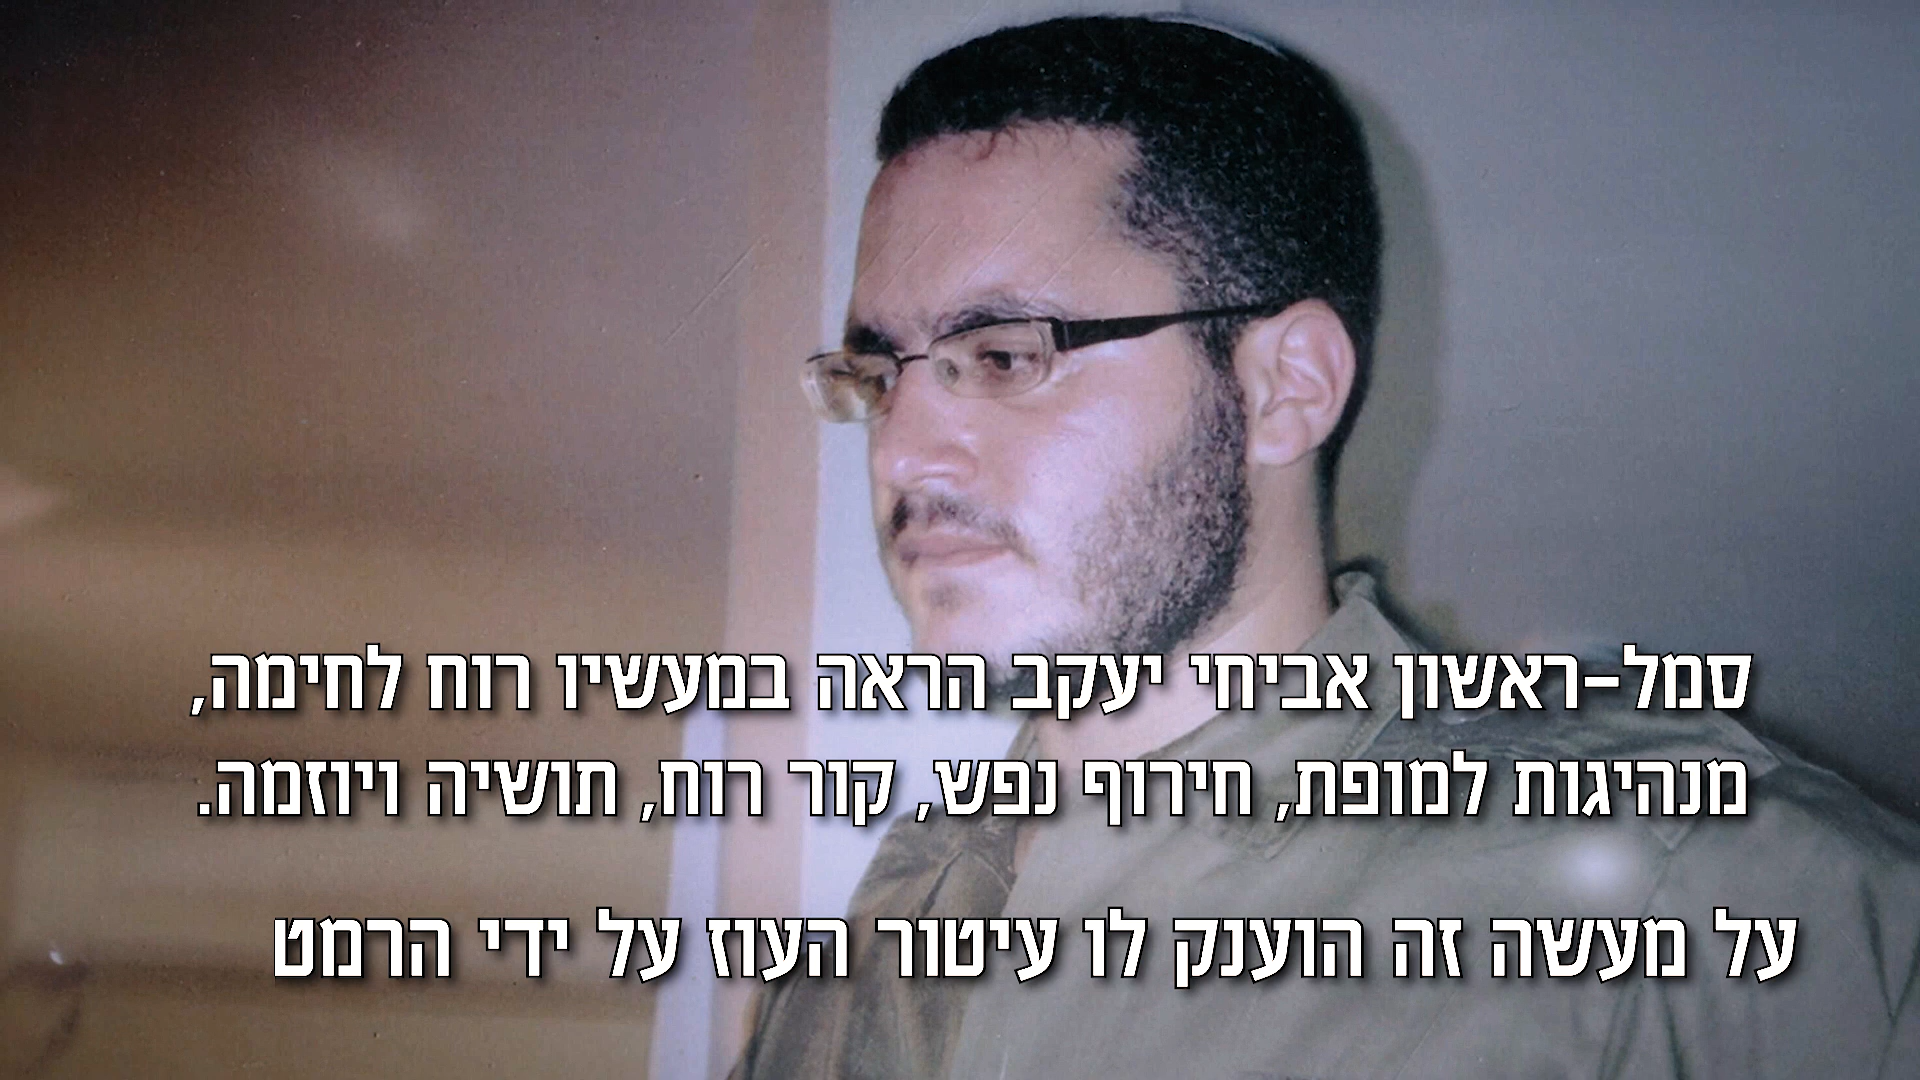 סמל-ראשון אביחי יעקב הראה במעשיו רוח לחימה,
מנהיגות למופת, חירוף נפש, קור רוח, תושיה ויוזמה.
על מעשה זה הוענק לו עיטור העוז על ידי הרמט